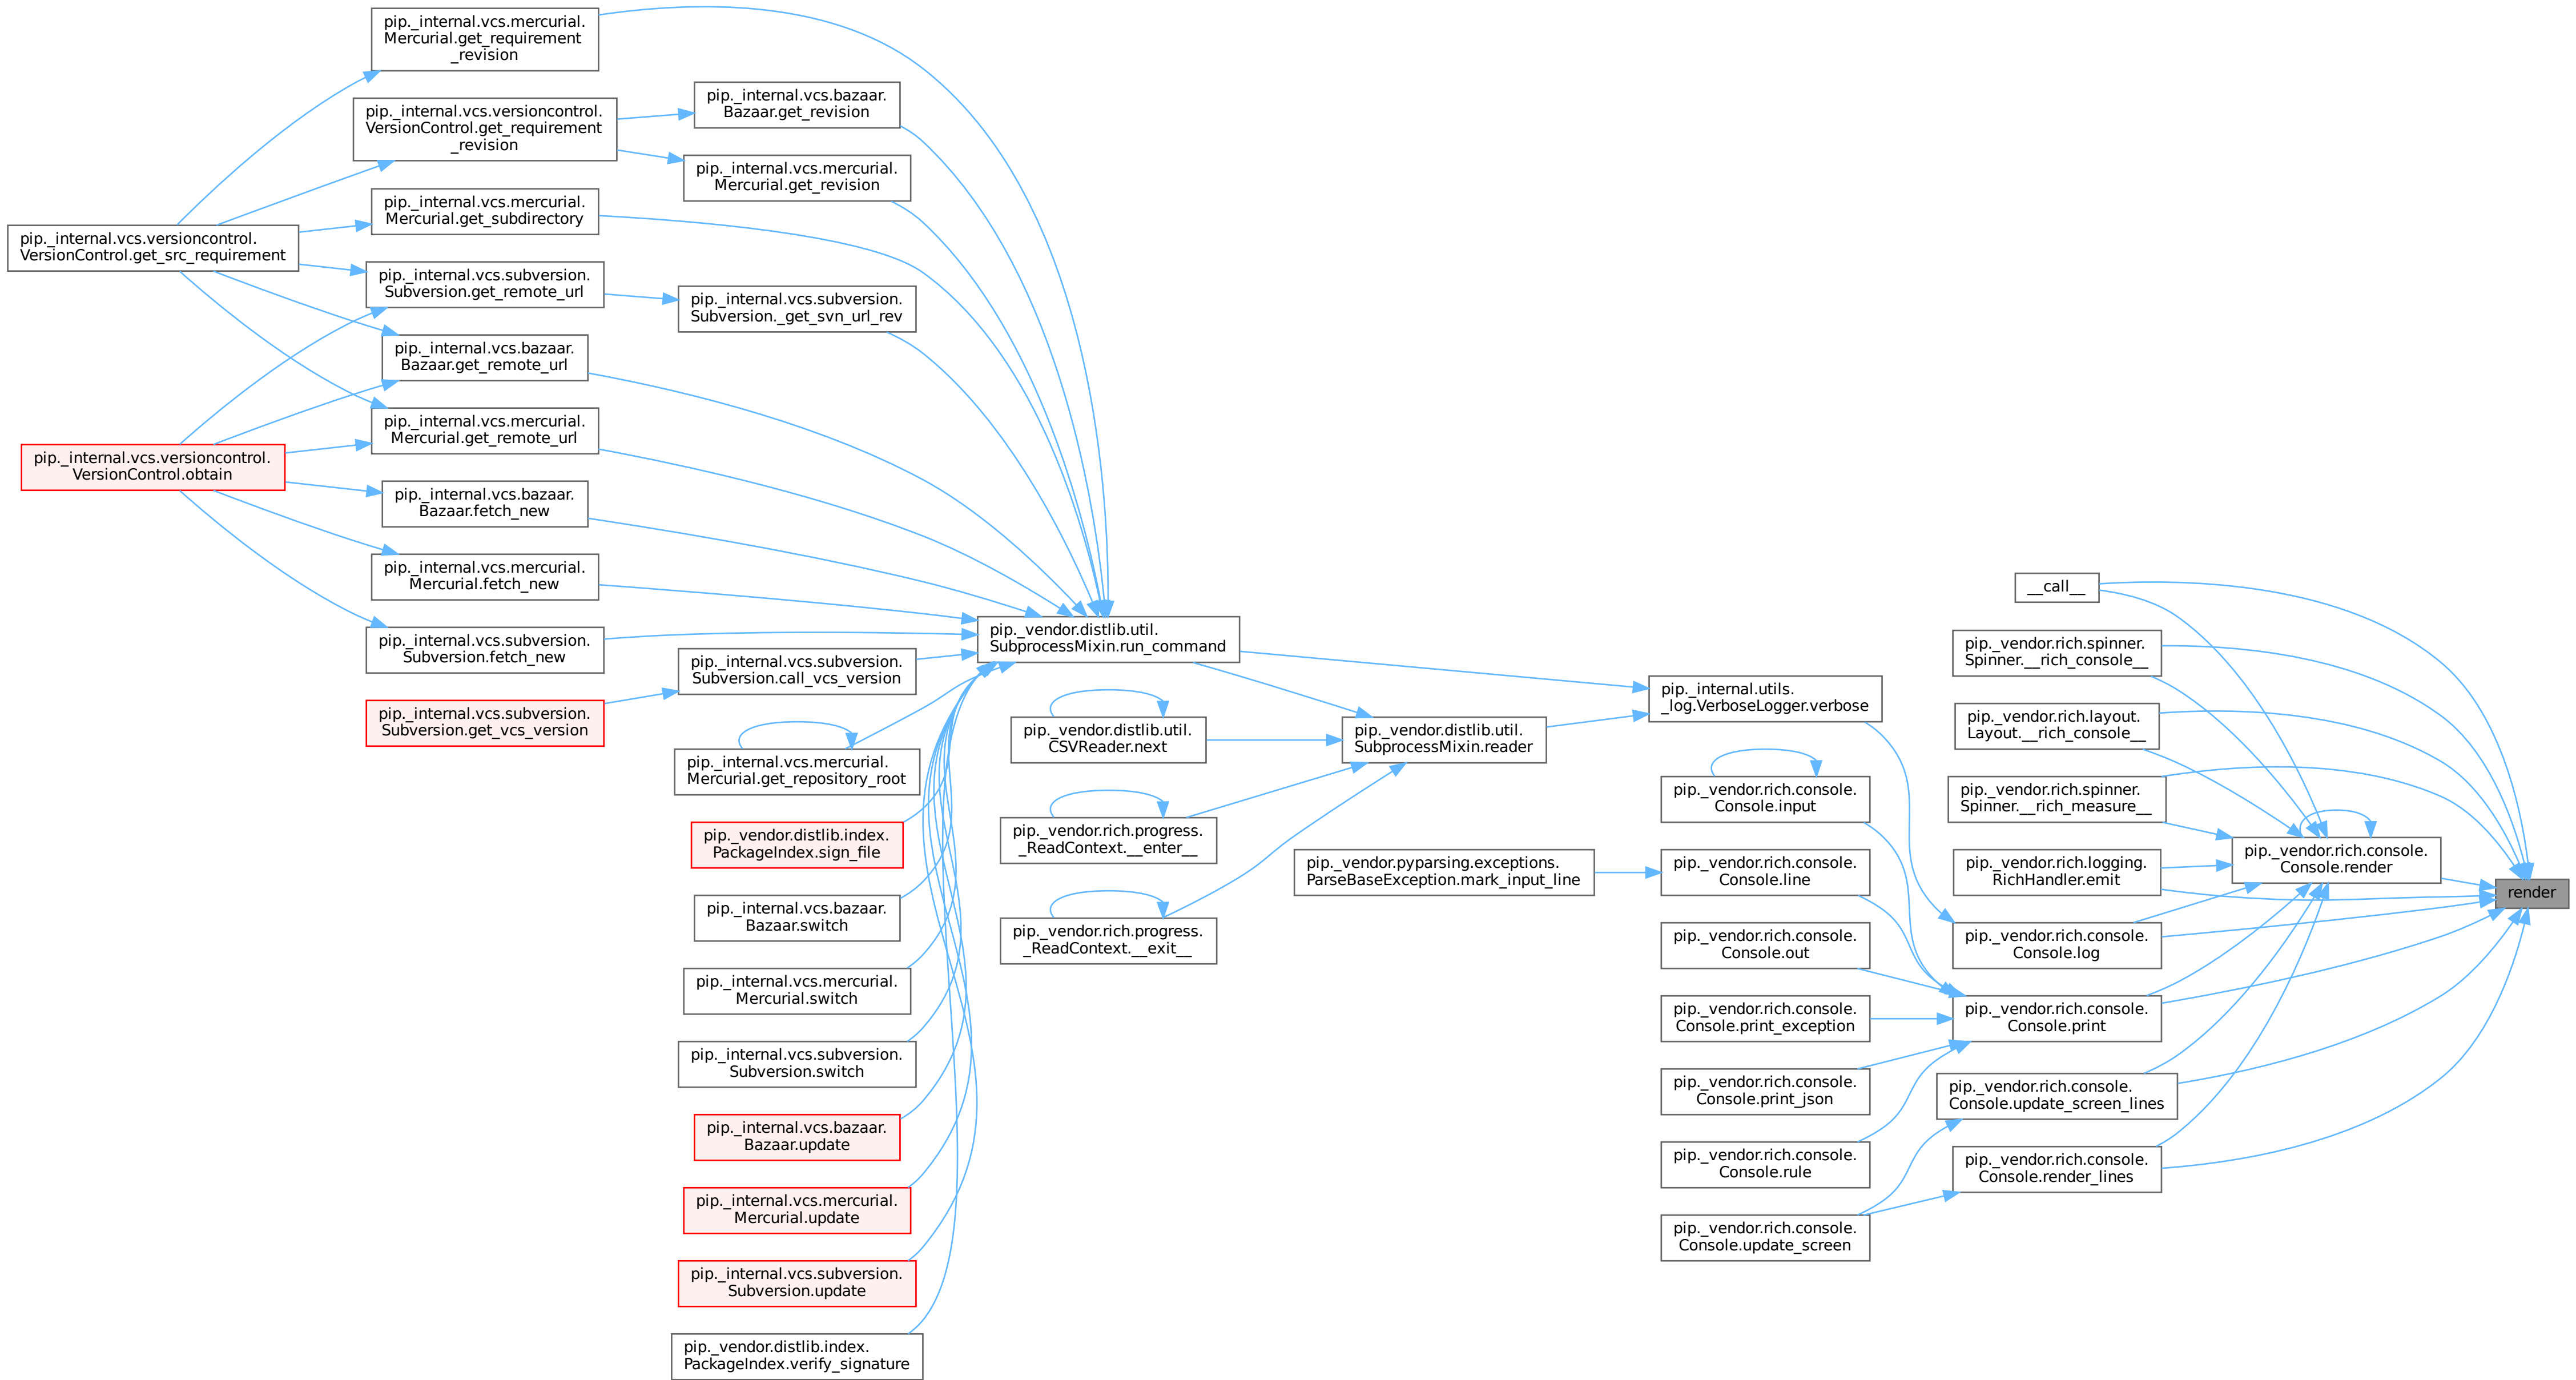 pip._internal.vcs.mercurial.
Mercurial.get_requirement
_revision
pip._internal.vcs.versioncontrol.
VersionControl.get_requirement
_revision
pip._internal.vcs.mercurial.
Mercurial.get_subdirectory
pip._internal.vcs.versioncontrol.
VersionControl.get_src_requirement
pip._internal.vcs.subversion.
Subversion.get_remote_url
pip._internal.vcs.bazaar.
Bazaar.get_remote_url
pip._internal.vcs.mercurial.
Mercurial.get_remote_url
pip._internal.vcs.versioncontrol.
VersionControl.obtain
pip._internal.vcs.bazaar.
Bazaar.fetch_new
pip._internal.vcs.mercurial.
Mercurial.fetch_new
pip._internal.vcs.subversion.
Subversion.fetch_new
pip._internal.vcs.subversion.
Subversion.get_vcs_version
pip._internal.vcs.bazaar.
Bazaar.get_revision
pip._internal.vcs.mercurial.
Mercurial.get_revision
pip._internal.vcs.subversion.
Subversion._get_svn_url_rev
pip._internal.vcs.subversion.
Subversion.call_vcs_version
pip._internal.vcs.mercurial.
Mercurial.get_repository_root
pip._vendor.distlib.index.
PackageIndex.sign_file
pip._internal.vcs.bazaar.
Bazaar.switch
pip._internal.vcs.mercurial.
Mercurial.switch
pip._internal.vcs.subversion.
Subversion.switch
pip._internal.vcs.bazaar.
Bazaar.update
pip._internal.vcs.mercurial.
Mercurial.update
pip._internal.vcs.subversion.
Subversion.update
pip._vendor.distlib.index.
PackageIndex.verify_signature
pip._vendor.distlib.util.
SubprocessMixin.run_command
pip._vendor.distlib.util.
CSVReader.next
pip._vendor.rich.progress.
_ReadContext.__enter__
pip._vendor.rich.progress.
_ReadContext.__exit__
pip._vendor.distlib.util.
SubprocessMixin.reader
pip._vendor.pyparsing.exceptions.
ParseBaseException.mark_input_line
pip._internal.utils.
_log.VerboseLogger.verbose
pip._vendor.rich.console.
Console.input
pip._vendor.rich.console.
Console.line
pip._vendor.rich.console.
Console.out
pip._vendor.rich.console.
Console.print_exception
pip._vendor.rich.console.
Console.print_json
pip._vendor.rich.console.
Console.rule
pip._vendor.rich.console.
Console.update_screen
__call__
pip._vendor.rich.spinner.
Spinner.__rich_console__
pip._vendor.rich.layout.
Layout.__rich_console__
pip._vendor.rich.spinner.
Spinner.__rich_measure__
pip._vendor.rich.logging.
RichHandler.emit
pip._vendor.rich.console.
Console.log
pip._vendor.rich.console.
Console.print
pip._vendor.rich.console.
Console.update_screen_lines
pip._vendor.rich.console.
Console.render_lines
pip._vendor.rich.console.
Console.render
render